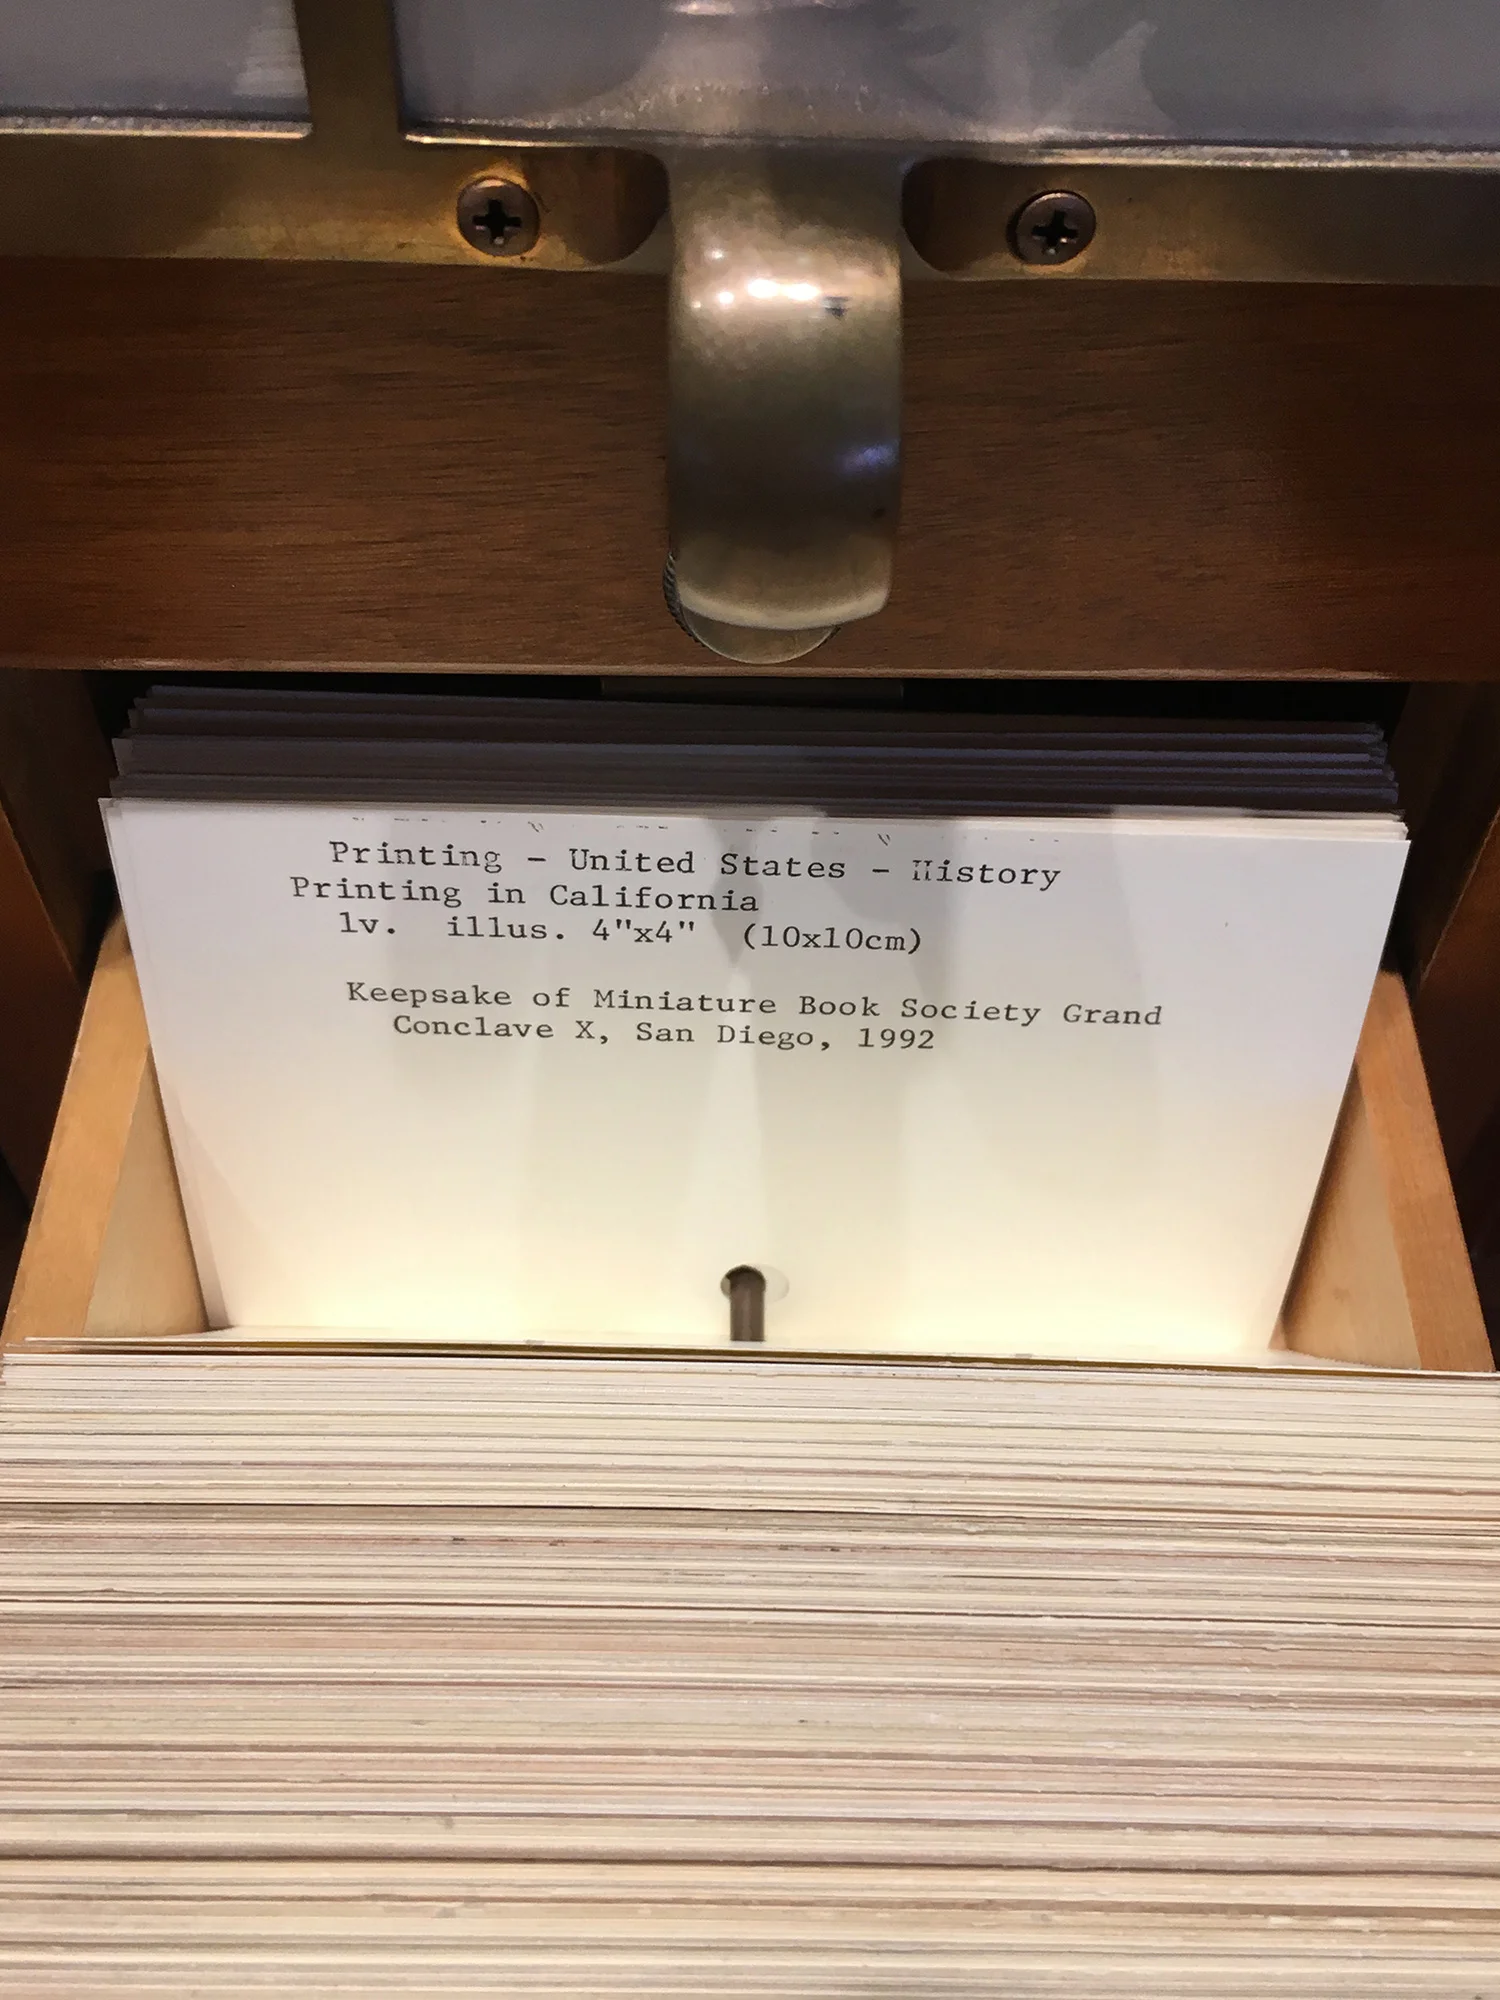 Printing - United States - History
Printing in California
1v. illus. 4"x4" (10x10cm)
Keepsake of Miniature Book Society Grand
Conclave X, San Diego, 1992